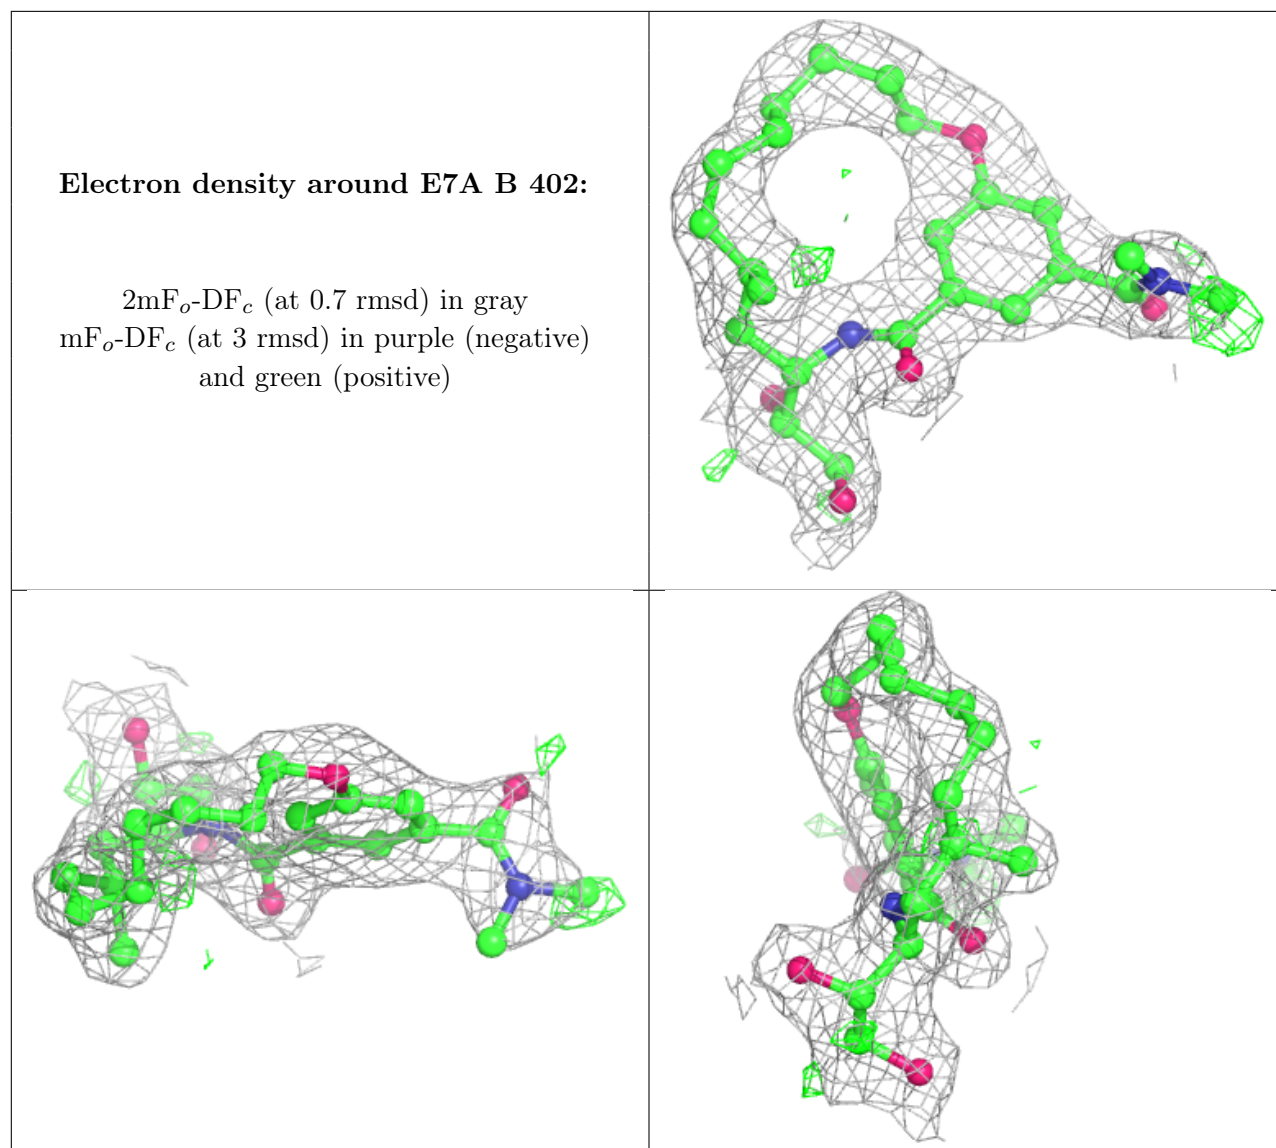 Electron density around E7A B 402:
2mFo-DFc (at 0.7 rmsd) in gray
mFo-DFc (at 3 rmsd) in purple (negative)
and green (positive)